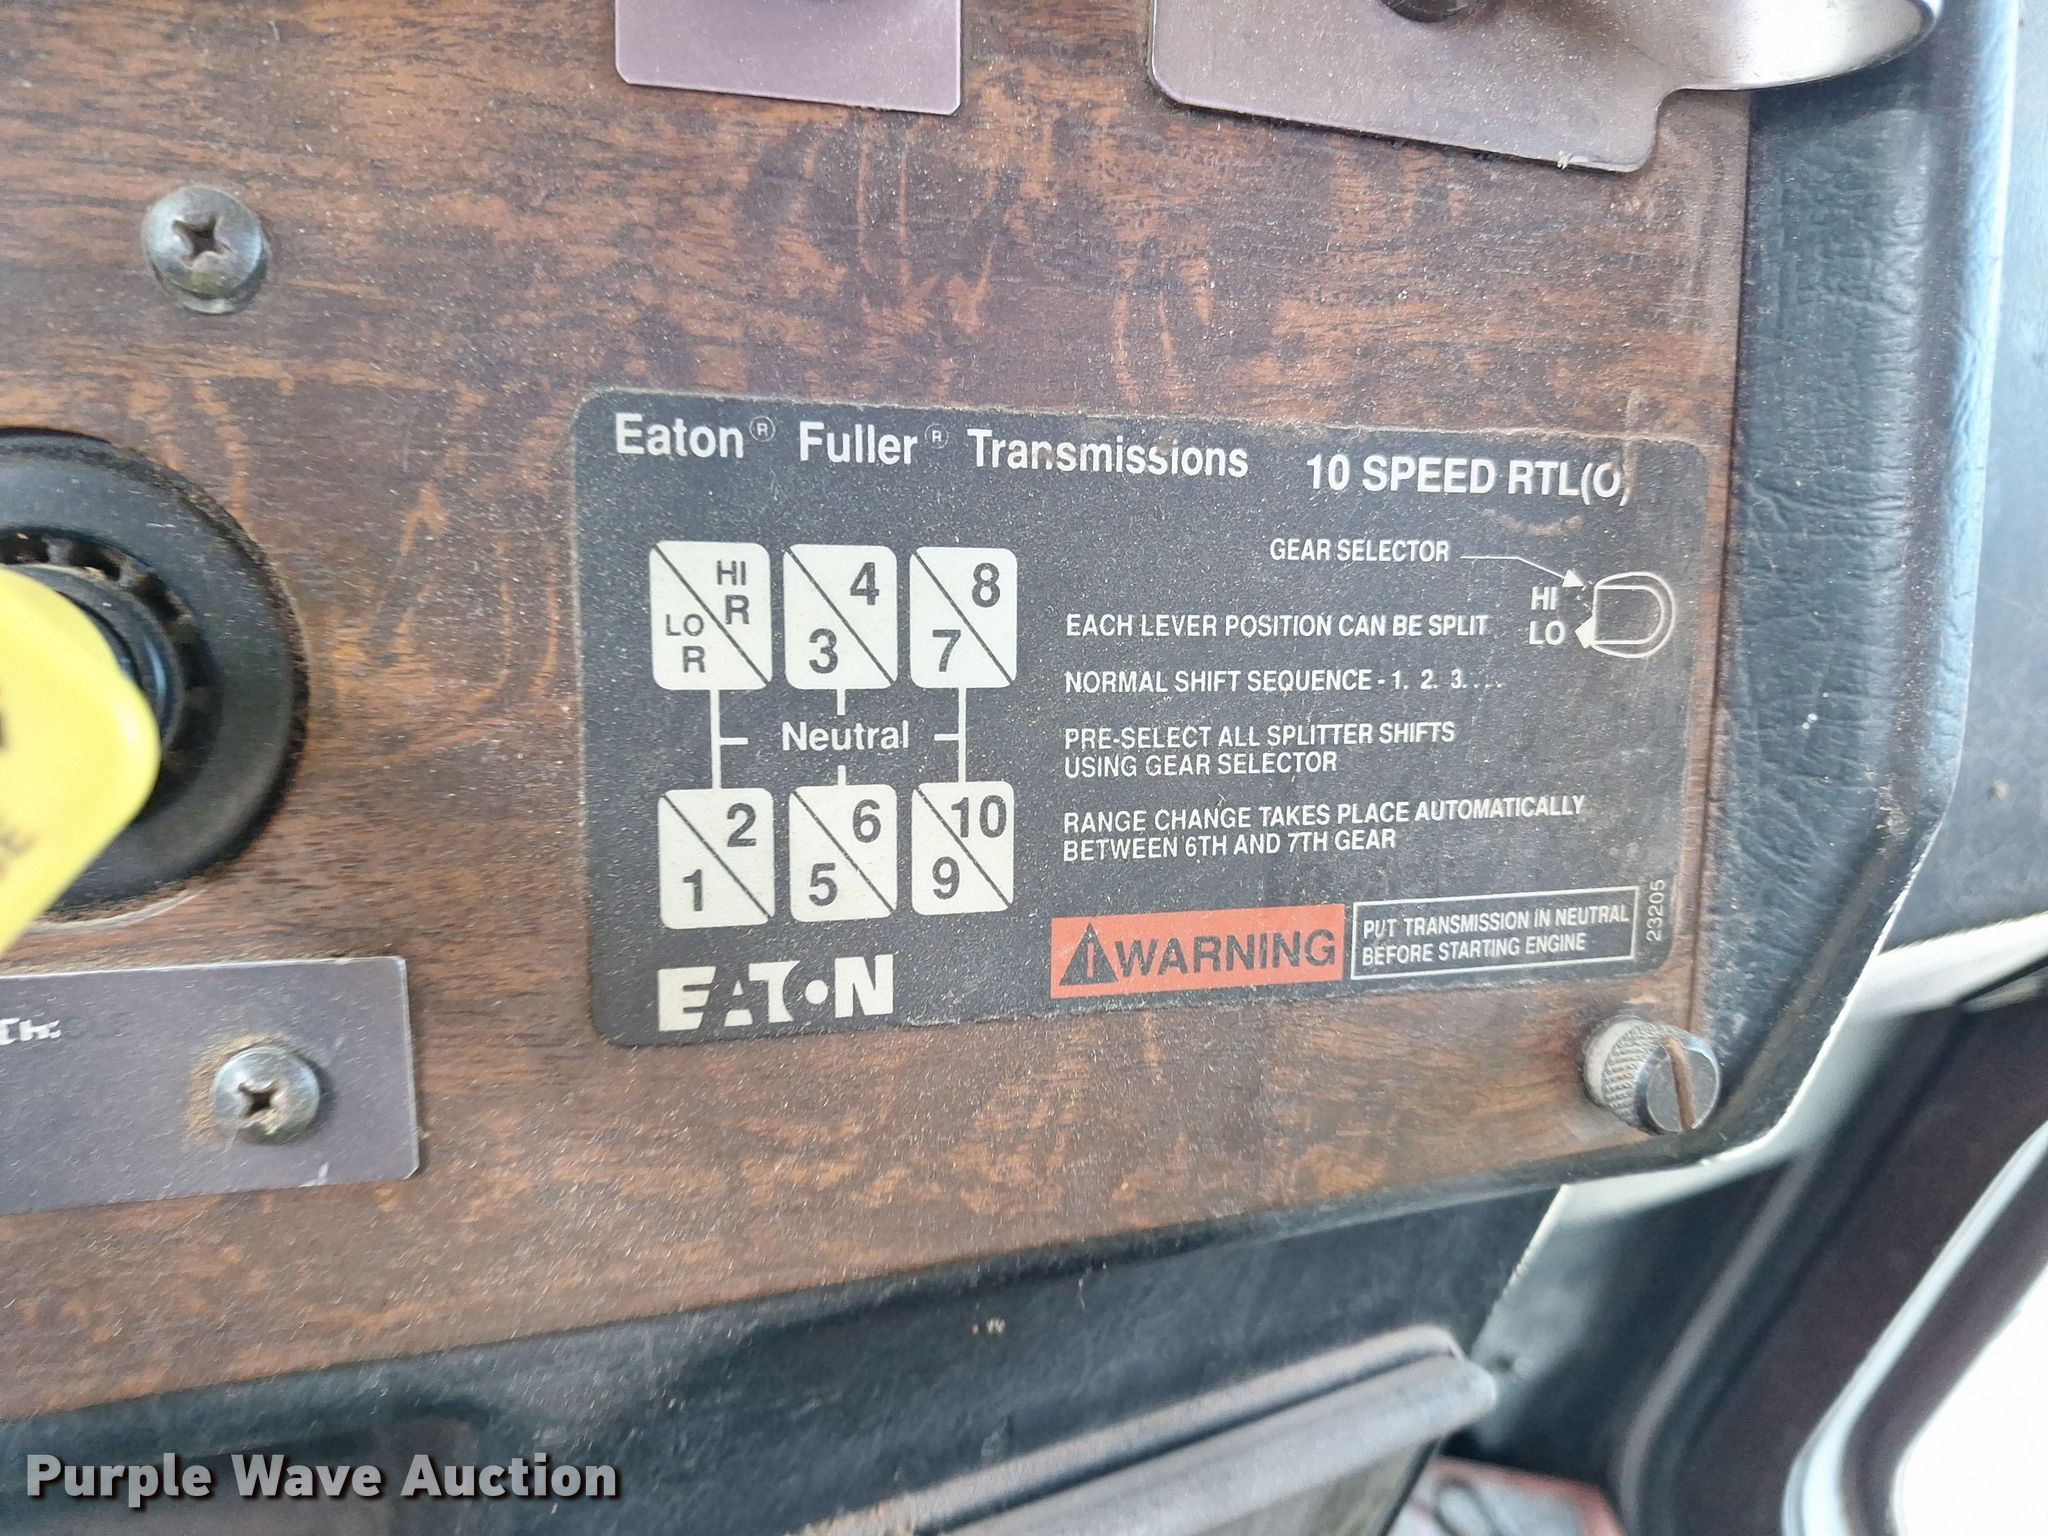 Eaton® Fuller® Transmissions 10 SPEED RTL(O)
GEAR SELECTOR
HI
LO
HI
R
LO
R
4
3
8
7
Neutral
2
1
6
5
10
9
EACH LEVER POSITION CAN BE SPLIT
NORMAL SHIFT SEQUENCE - 1. 2. 3. . . .
PRE-SELECT ALL SPLITTER SHIFTS
USING GEAR SELECTOR
RANGE CHANGE TAKES PLACE AUTOMATICALLY
BETWEEN 6TH AND 7TH GEAR
WARNING
PUT TRANSMISSION IN NEUTRAL
BEFORE STARTING ENGINE
23205
EATON
Purple Wave Auction